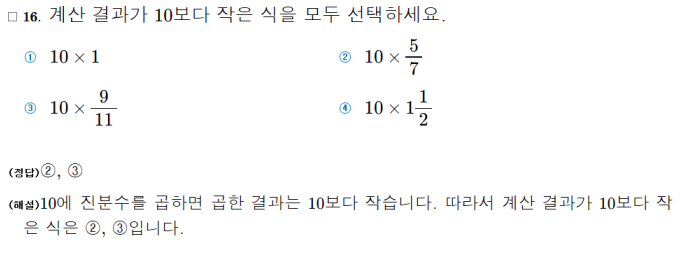 □ 16. 계산 결과가 10보다 작은 식을 모두 선택하세요.
① 10 × 1 ② 10 × 5/7
③ 10 × 9/11 ④ 10 × 1 1/2
(정답)②, ③
(해설)10에 진분수를 곱하면 곱한 결과는 10보다 작습니다. 따라서 계산 결과가 10보다 작
은 식은 ②, ③입니다.